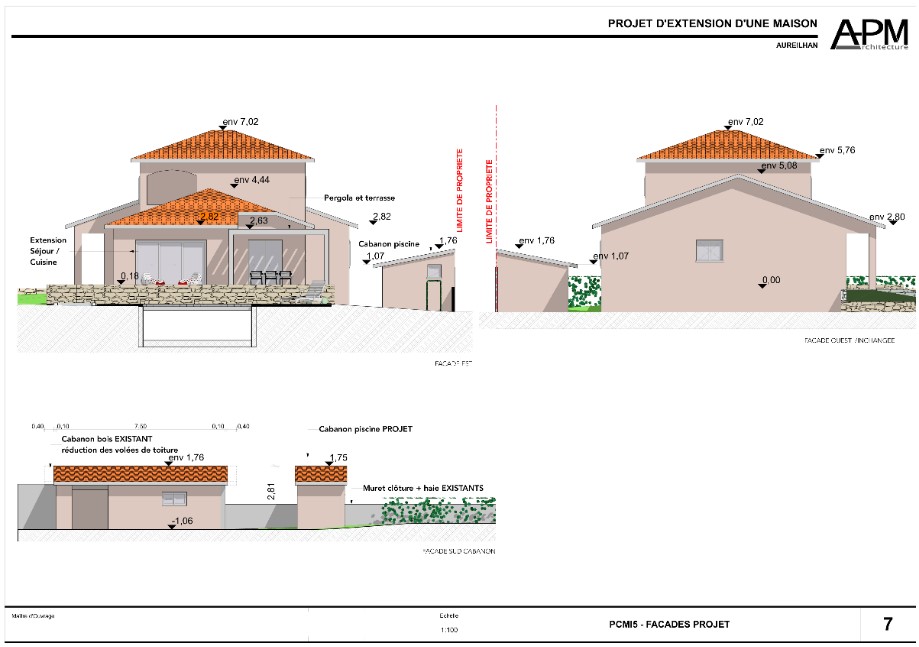 PROJET D'EXTENSION D'UNE MAISON
AUREILHAN
APM
rchitecture
env 7,02
env 4,44
2,82
2,63
Pergola et terrasse
2,82
Extension
Séjour /
Cuisine
0,18
Cabanon piscine
1,76
1,07
LIMITE DE PROPRIETE
FACADE EST
LIMITE DE PROPRIETE
env 7,02
env 5,76
env 5,08
env 2,80
env 1,76
env 1,07
0.00
FACADE OUEST /INCHANGEE
0,40 0,10 7,60 0,10 0,40
Cabanon bois EXISTANT
réduction des volées de toiture
env 1,76
-1,06
2,81
Cabanon piscine PROJET
1,75
Muret clôture + haie EXISTANTS
FACADE SUD CABANON
Maître d'Ouvrage
Echelle
1:100
PCMI5 - FACADES PROJET
7